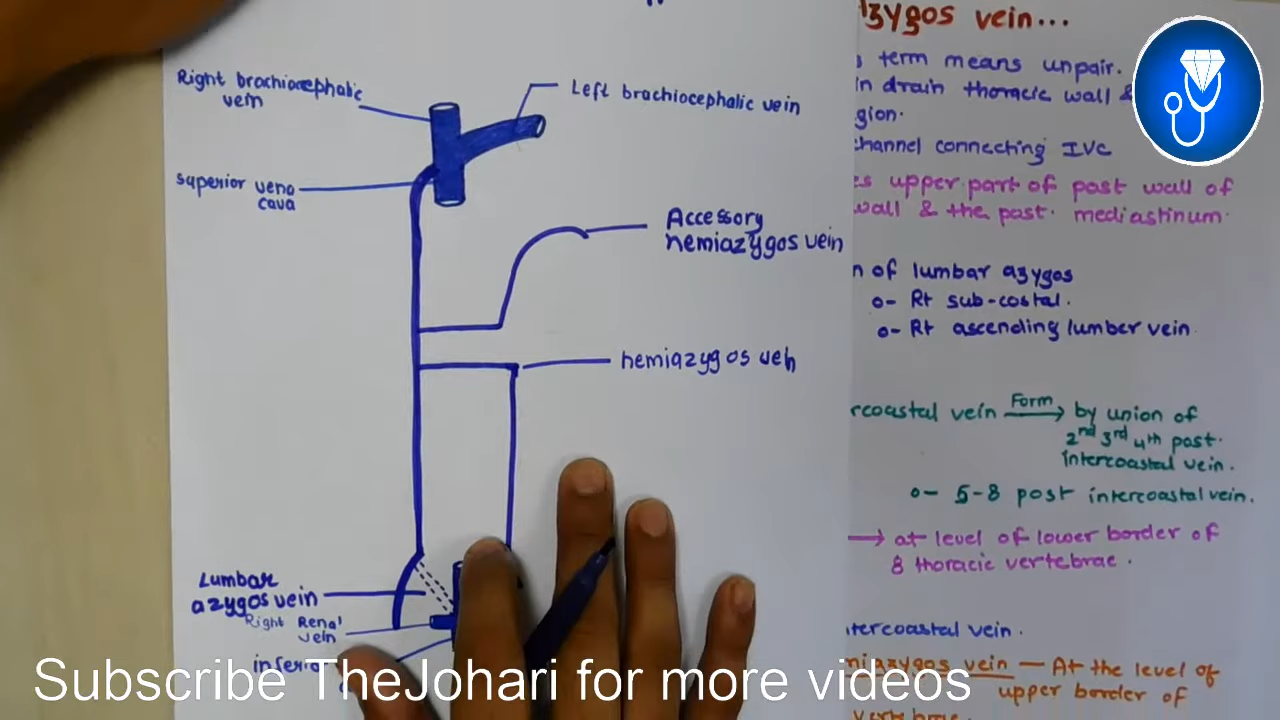 Right brachiocephalic
vein
Left brachiocephalic vein
superior vena
cava
Accessory
hemiazygos vein
hemiazygos vein
Lumbar
azygos vein
Right Renal
vein
zygos vein...
term means unpair.
in drain thoracic wall &
gion.
channel connecting IVC
es upper part of post wall of
wall & the post. mediastinum.
n of lumbar azygos
o- Rt sub-costal.
o- Rt ascending lumber vein
rcoastal vein Form → by union of
2nd 3rd 4th post.
intercoastal vein.
o- 5-8 post intercoastal vein.
→ at level of lower border of
8 thoracic vertebrae.
ntercoastal vein.
miazygos vein — At the level of
upper border of
Subscribe TheJohari for more videos